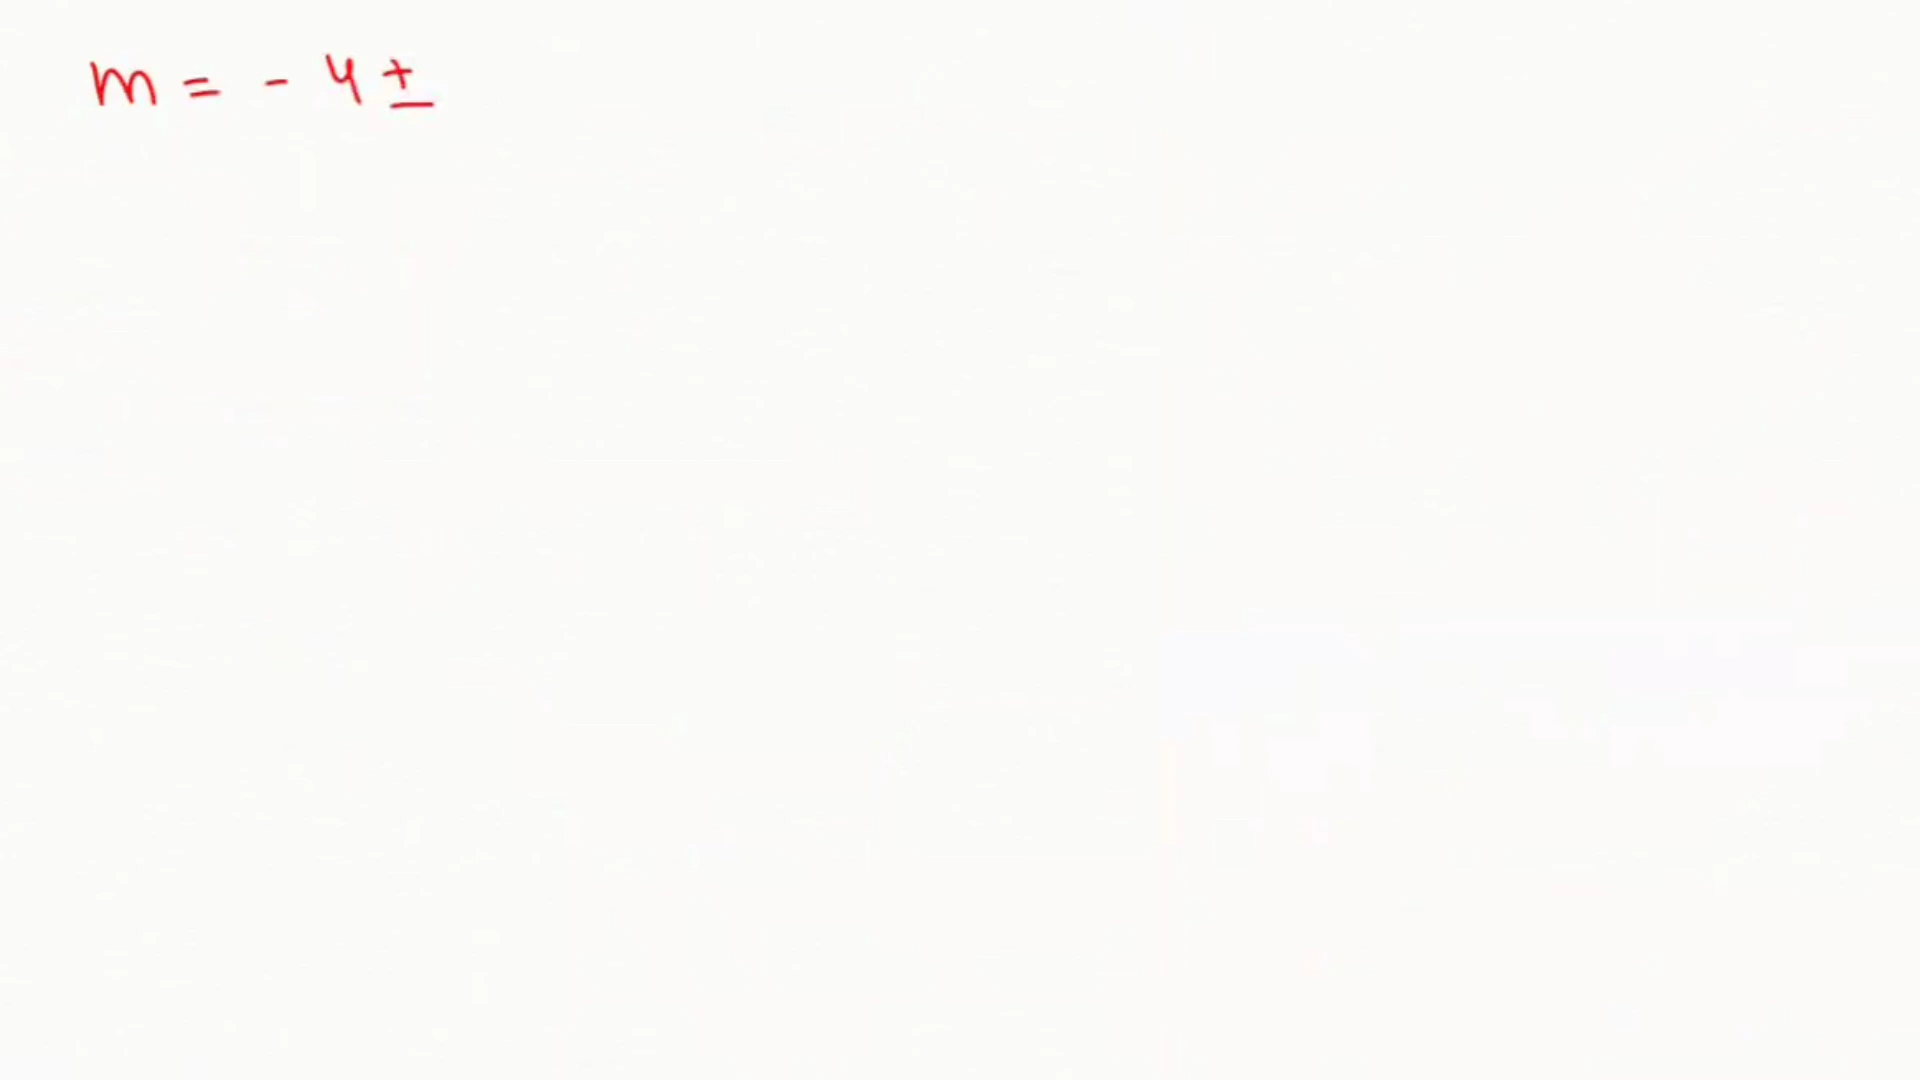 m = - 4 ±